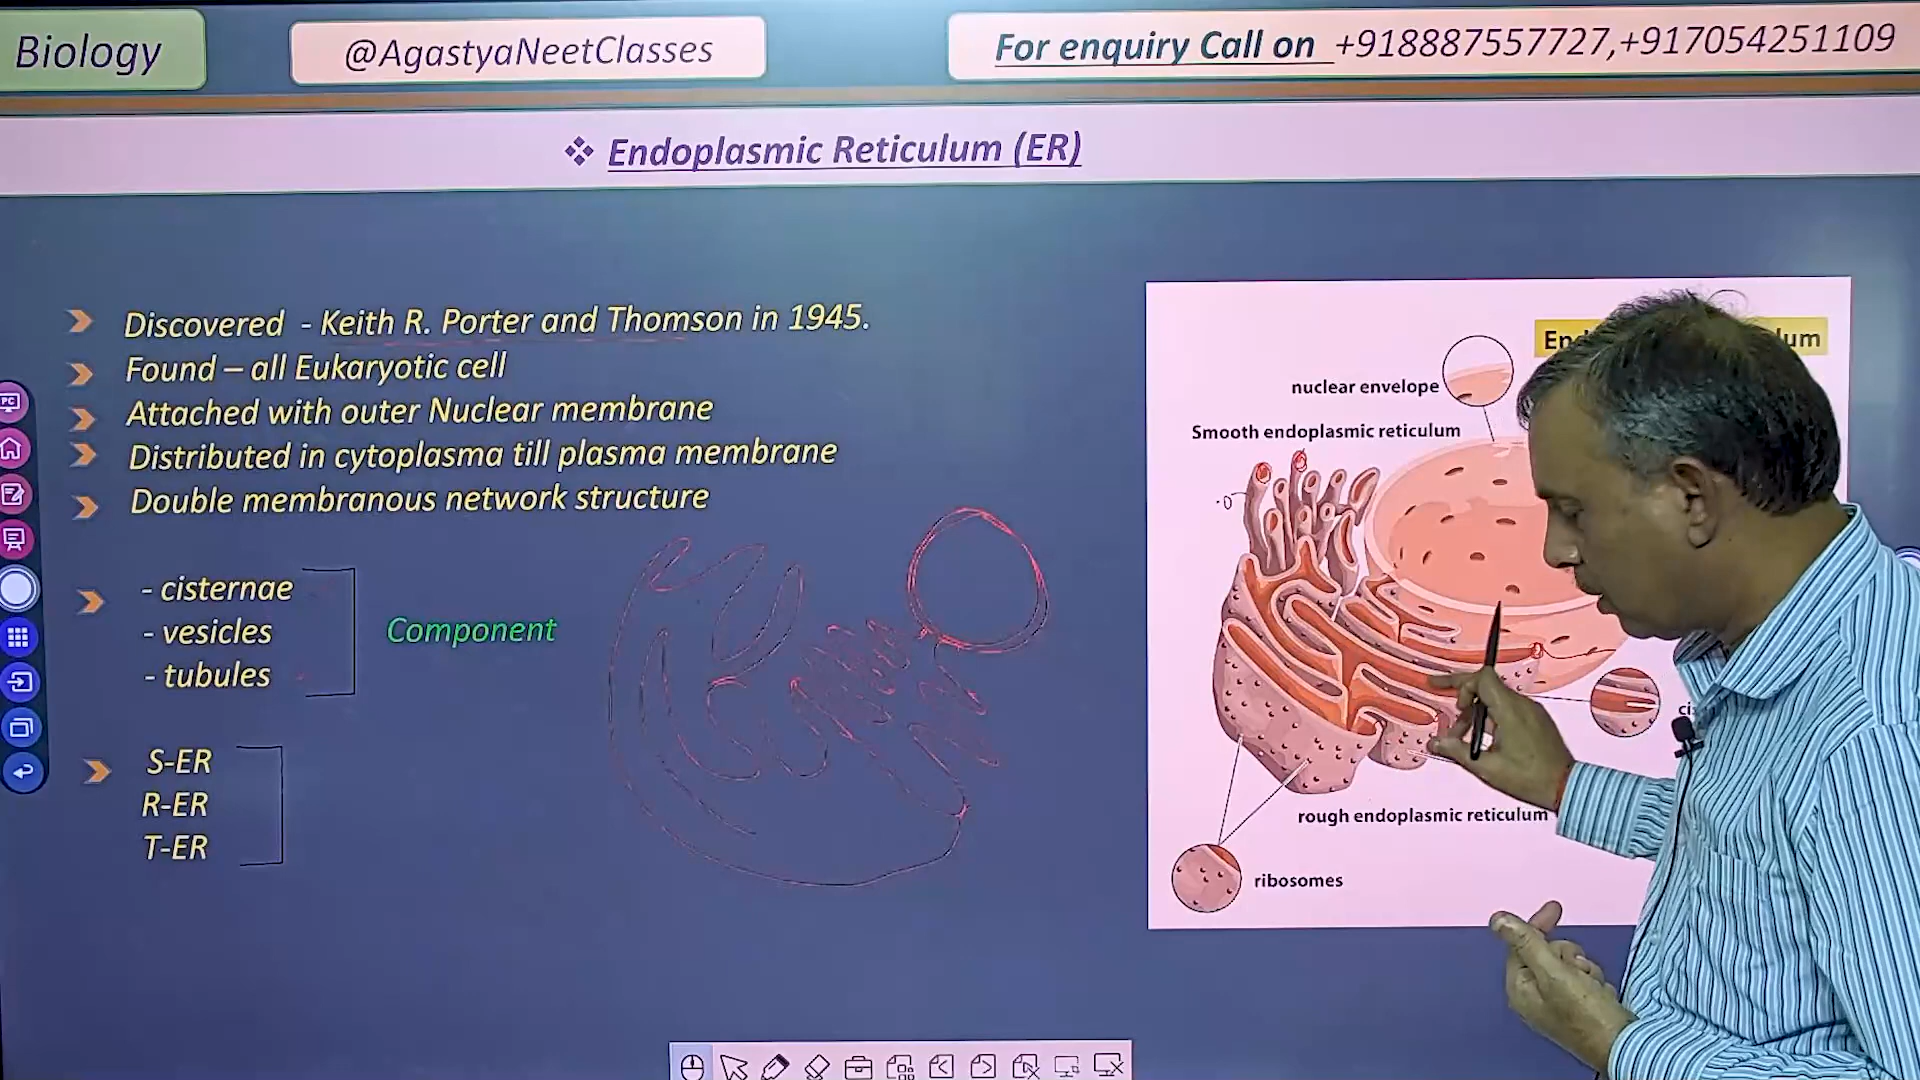 Biology
@AgastyaNeetClasses
For enquiry Call on +918887557727,+917054251109
❖ Endoplasmic Reticulum (ER)
Discovered - Keith R. Porter and Thomson in 1945.
Found – all Eukaryotic cell
Attached with outer Nuclear membrane
Distributed in cytoplasma till plasma membrane
Double membranous network structure
- cisternae
- vesicles
- tubules
Component
S-ER
R-ER
T-ER
nuclear envelope
Smooth endoplasmic reticulum
rough endoplasmic reticulum
ribosomes
PC